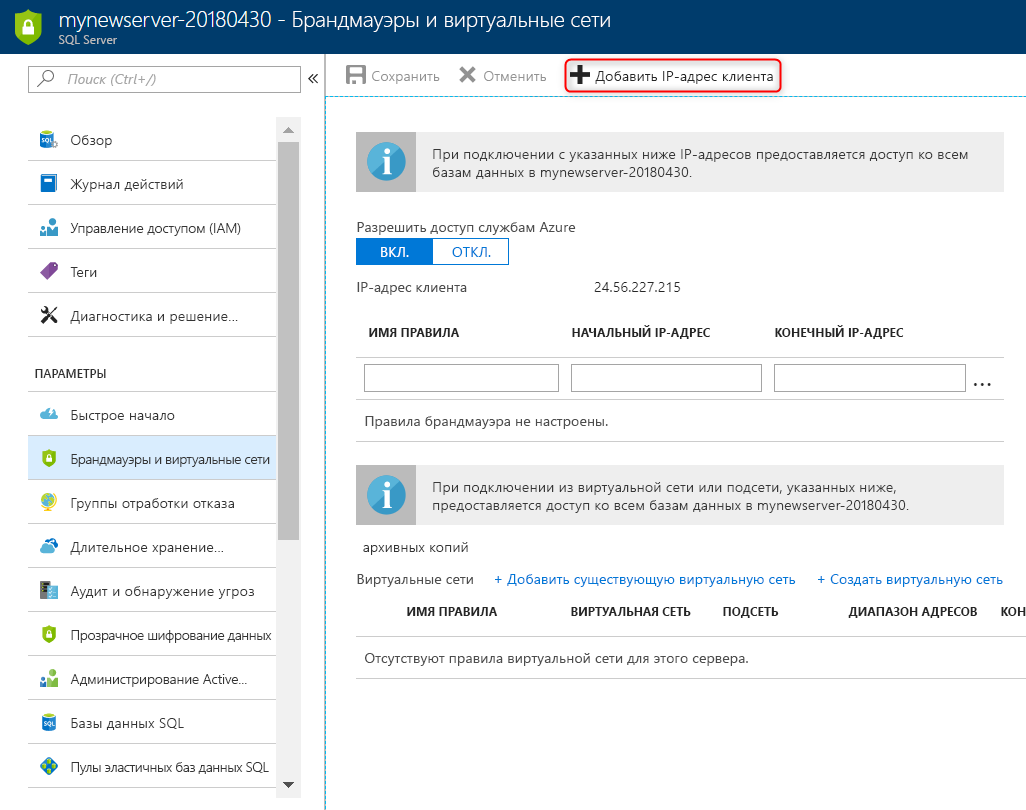 mynewserver-20180430 - Брандмауэры и виртуальные сети
SQL Server
Поиск (Ctrl+/)
«
Обзор
Журнал действий
Управление доступом (IAM)
Теги
Диагностика и решение...
ПАРАМЕТРЫ
Быстрое начало
Брандмауэры и виртуальные сети
Группы отработки отказа
Длительное хранение...
Аудит и обнаружение угроз
Прозрачное шифрование данных
Администрирование Active...
Базы данных SQL
Пулы эластичных баз данных SQL
Сохранить Отменить Добавить IP-адрес клиента
При подключении с указанных ниже IP-адресов предоставляется доступ ко всем
базам данных в mynewserver-20180430.
Разрешить доступ службам Azure
ВКЛ. ОТКЛ.
IP-адрес клиента 24.56.227.215
ИМЯ ПРАВИЛА НАЧАЛЬНЫЙ IP-АДРЕС КОНЕЧНЫЙ IP-АДРЕС
...
Правила брандмауэра не настроены.
При подключении из виртуальной сети или подсети, указанных ниже,
предоставляется доступ ко всем базам данных в mynewserver-20180430.
архивных копий
Виртуальные сети + Добавить существующую виртуальную сеть + Создать виртуальную сеть
ИМЯ ПРАВИЛА ВИРТУАЛЬНАЯ СЕТЬ ПОДСЕТЬ ДИАПАЗОН АДРЕСОВ КОН
Отсутствуют правила виртуальной сети для этого сервера.